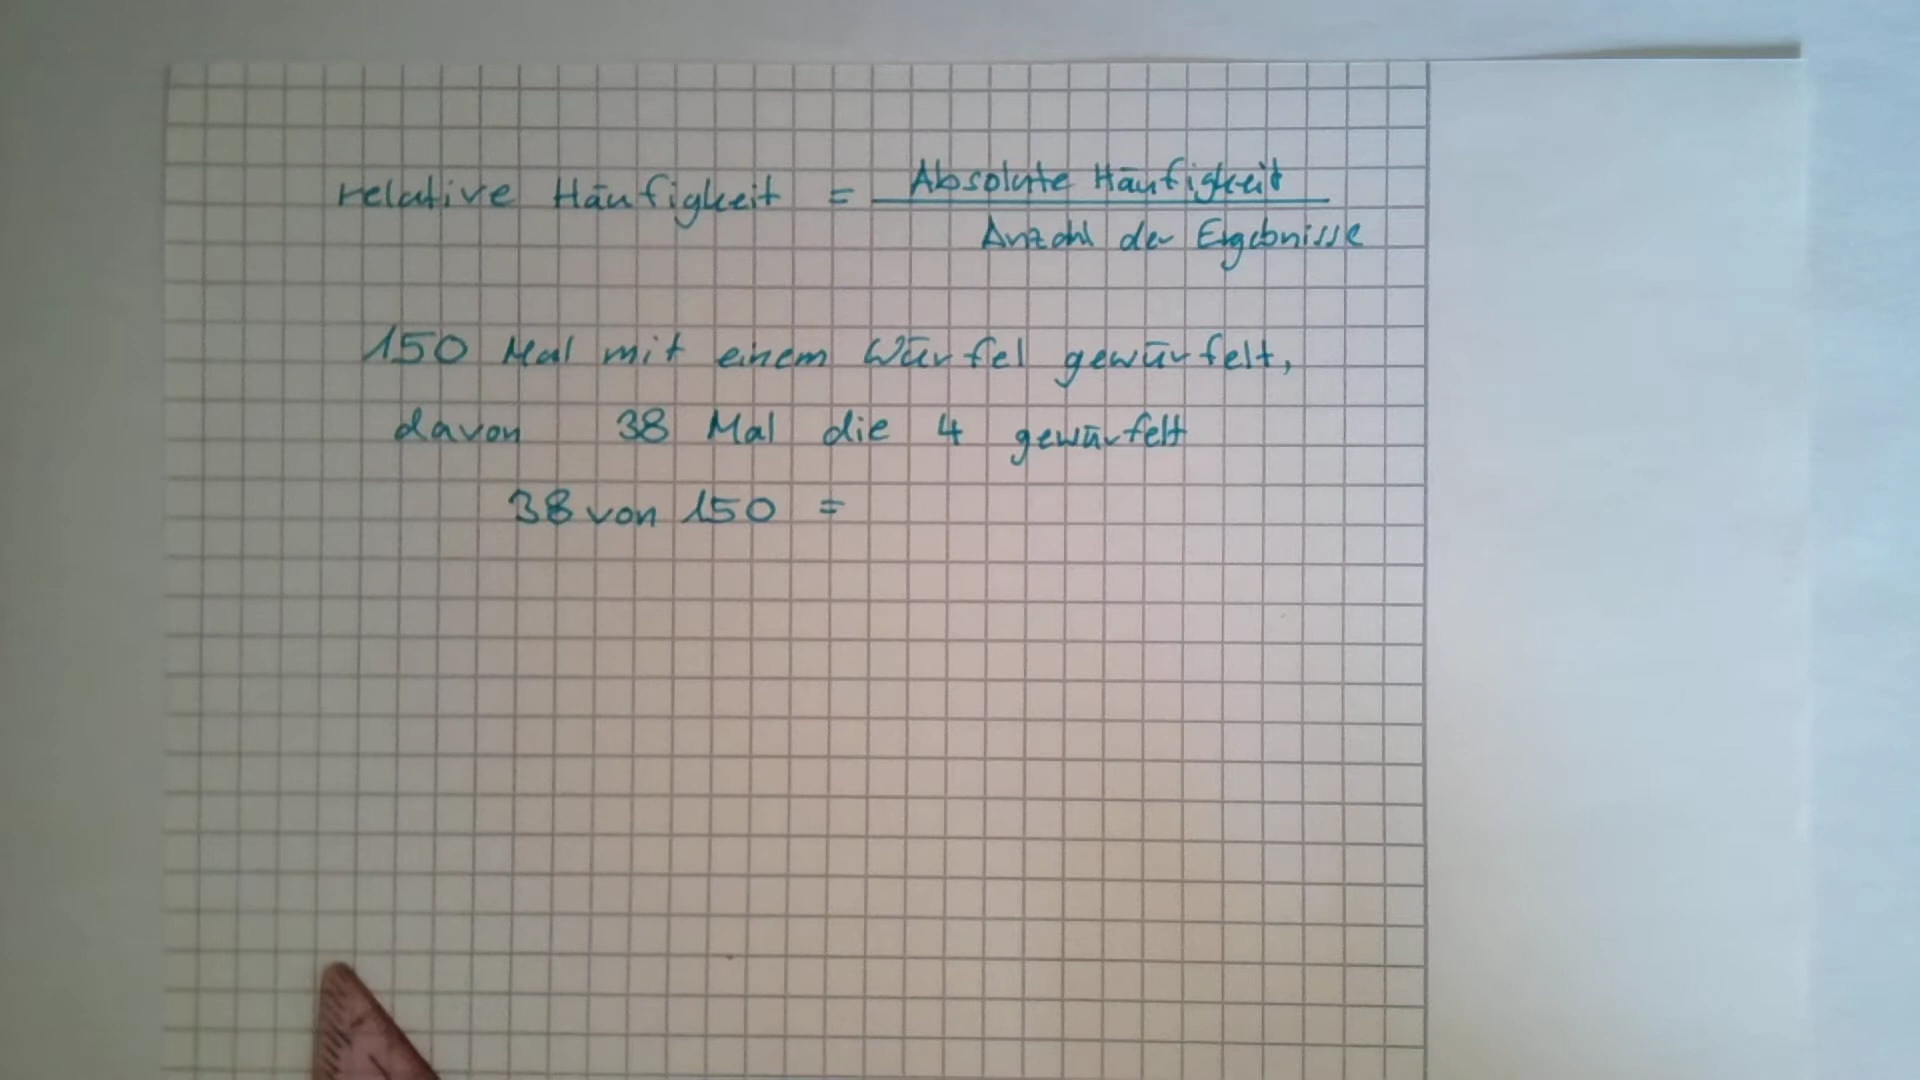 relative Häufigkeit = Absolute Häufigkeit
Anzahl der Ergebnisse
150 Mal mit einem Würfel gewürfelt,
davon 38 Mal die 4 gewürfelt
38 von 150 =